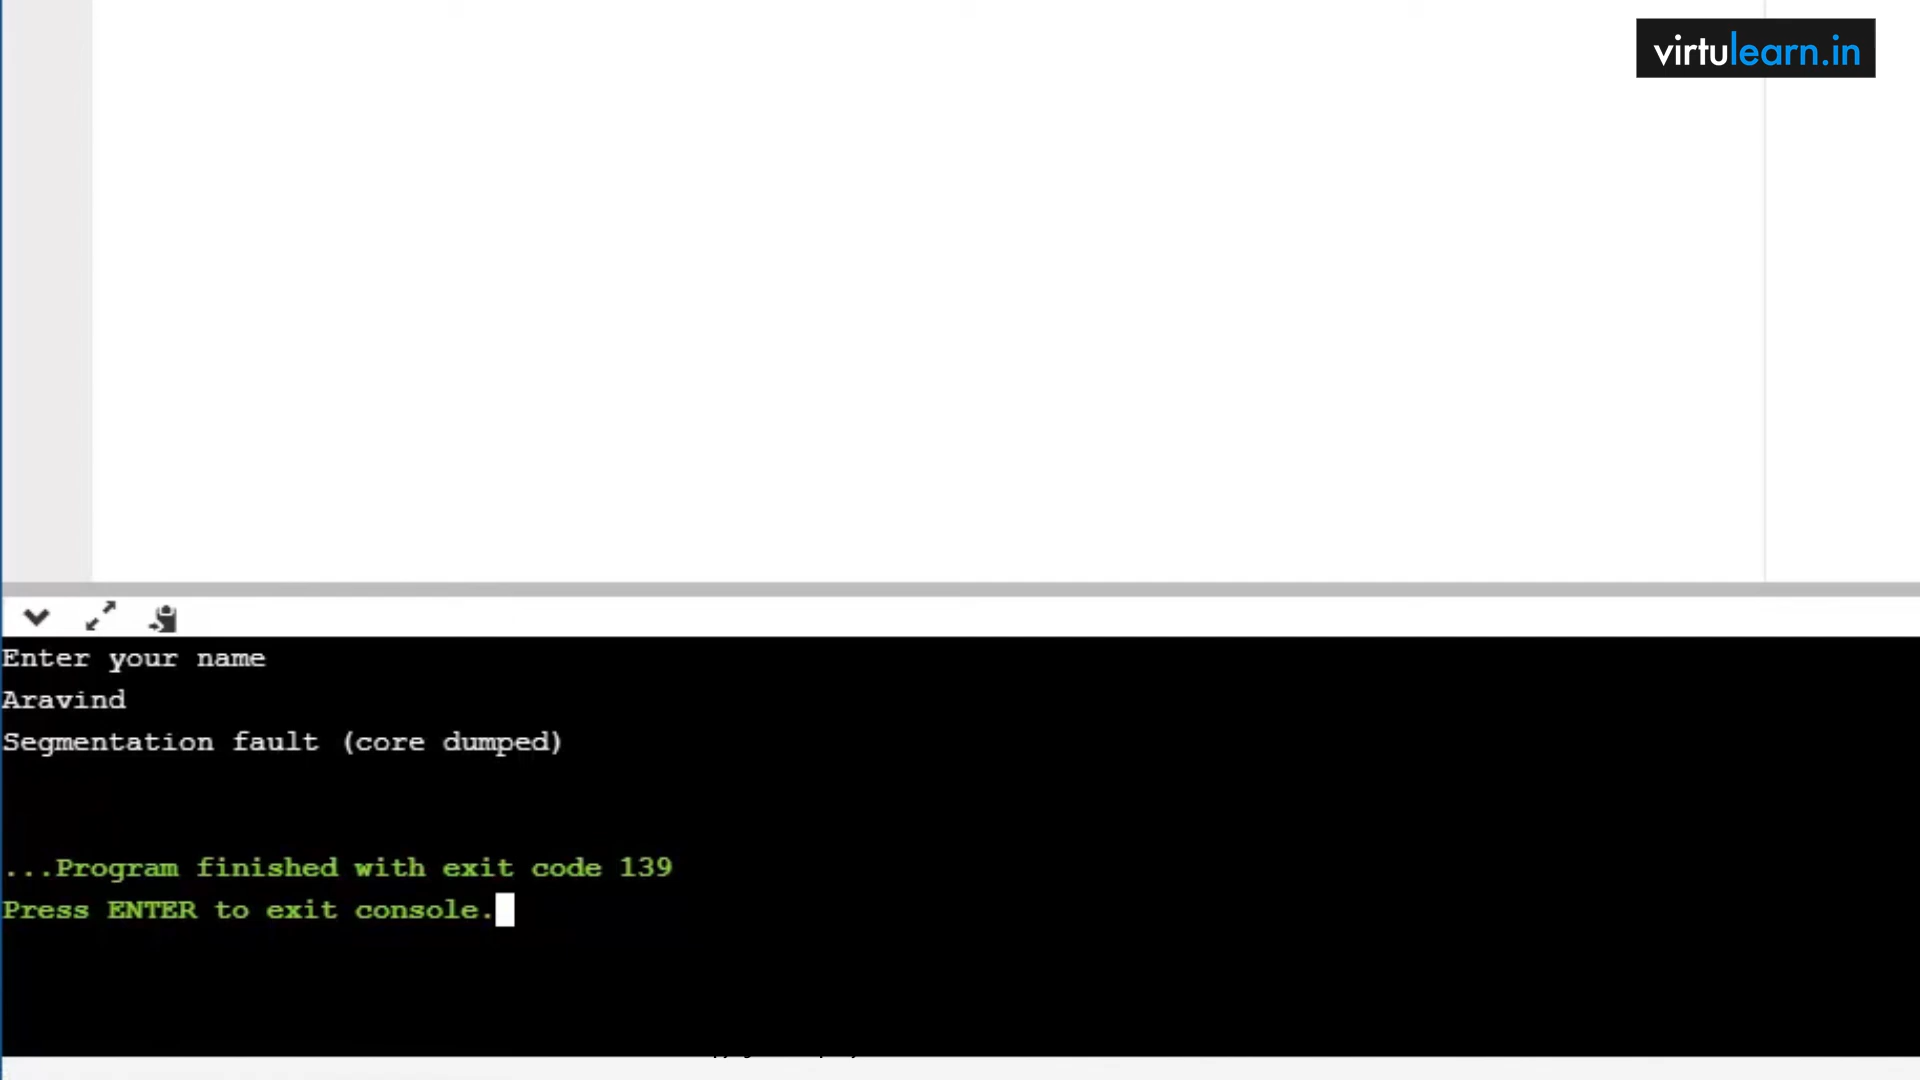 virtulearn.in
Enter your name
Aravind
Segmentation fault (core dumped)
...Program finished with exit code 139
Press ENTER to exit console.